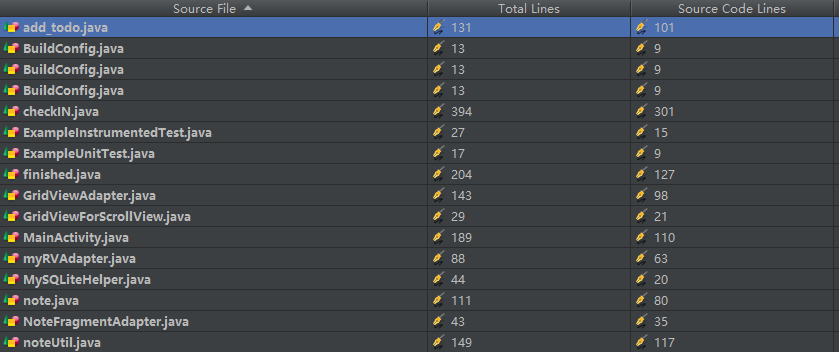 Source File Total Lines Source Code Lines
add_todo.java 131 101
BuildConfig.java 13 9
BuildConfig.java 13 9
BuildConfig.java 13 9
checkIN.java 394 301
ExampleInstrumentedTest.java 27 15
ExampleUnitTest.java 17 9
finished.java 204 127
GridViewAdapter.java 143 98
GridViewForScrollView.java 29 21
MainActivity.java 189 110
myRVAdapter.java 88 63
MySQLiteHelper.java 44 20
note.java 111 80
NoteFragmentAdapter.java 43 35
noteUtil.java 149 117